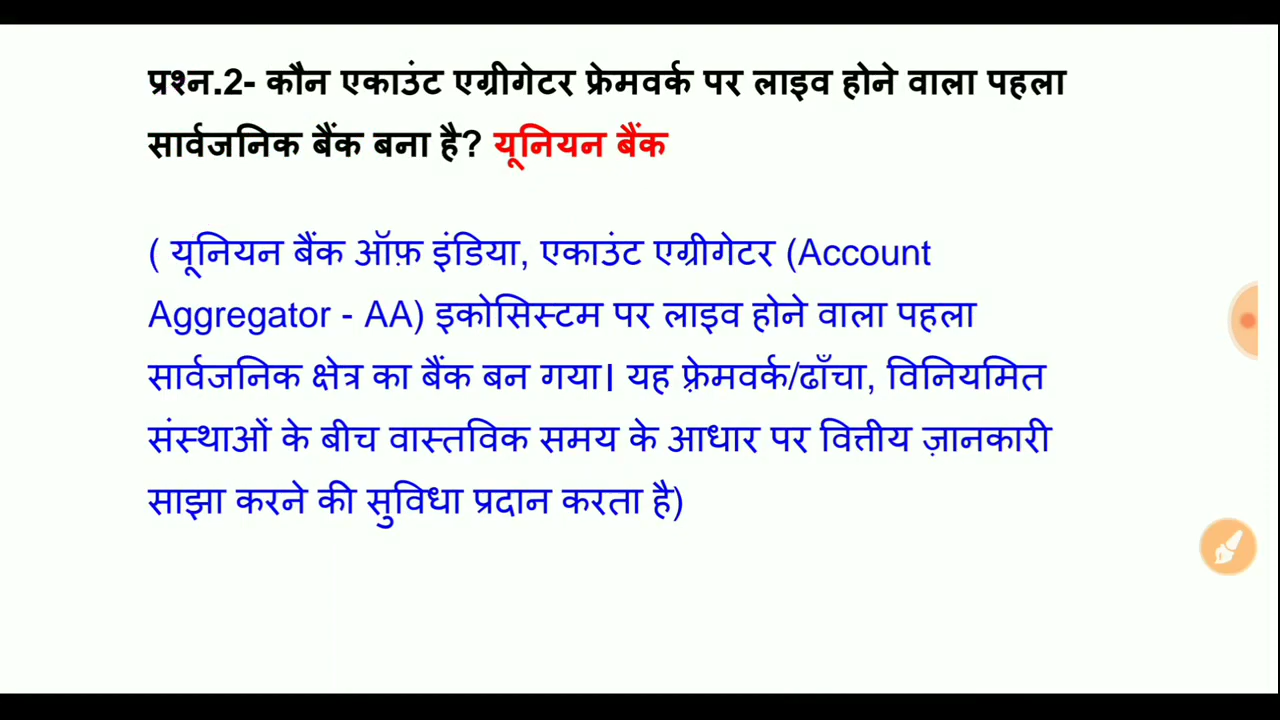 प्रश्न.2- कौन एकाउंट एग्रीगेटर फ्रेमवर्क पर लाइव होने वाला पहला
सार्वजनिक बैंक बना है? यूनियन बैंक
( यूनियन बैंक ऑफ़ इंडिया, एकाउंट एग्रीगेटर (Account
Aggregator - AA) इकोसिस्टम पर लाइव होने वाला पहला
सार्वजनिक क्षेत्र का बैंक बन गया। यह फ़्रेमवर्क/ढाँचा, विनियमित
संस्थाओं के बीच वास्तविक समय के आधार पर वित्तीय ज़ानकारी
साझा करने की सुविधा प्रदान करता है)